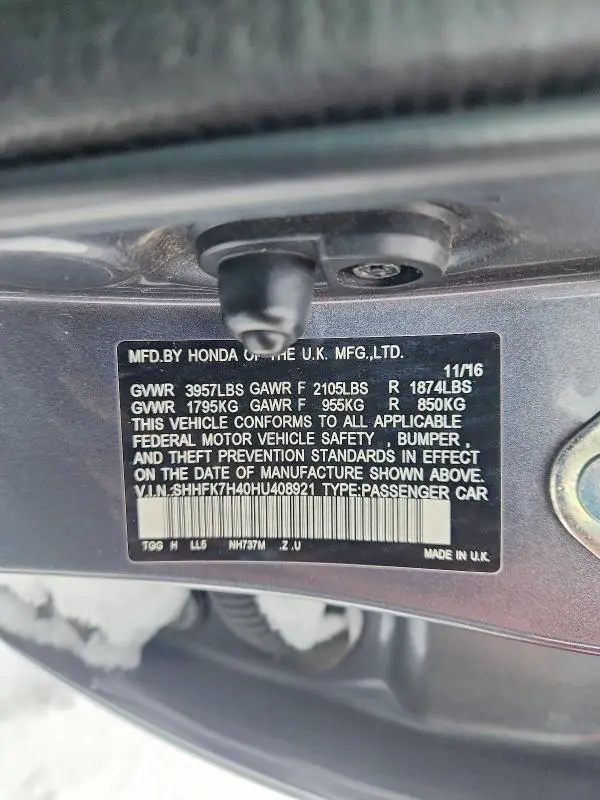 MFD.BY HONDA OF THE U.K. MFG.,LTD.
11/16
GVWR 3957LBS GAWR F 2105LBS R 1874LBS
GVWR 1795KG GAWR F 955KG R 850KG
THIS VEHICLE CONFORMS TO ALL APPLICABLE
FEDERAL MOTOR VEHICLE SAFETY , BUMPER ,
AND THEFT PREVENTION STANDARDS IN EFFECT
ON THE DATE OF MANUFACTURE SHOWN ABOVE.
V.I.N.:SHHFK7H40HU408921 TYPE:PASSENGER CAR
TGG H LL5 NH737M .Z .U
MADE IN U.K.